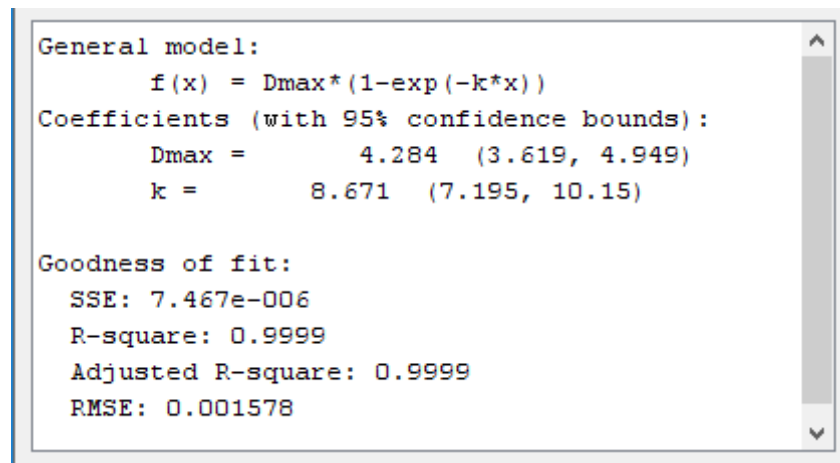 General model:
f(x) = Dmax*(1-exp(-k*x))
Coefficients (with 95% confidence bounds):
Dmax = 4.284 (3.619, 4.949)
k = 8.671 (7.195, 10.15)
Goodness of fit:
SSE: 7.467e-006
R-square: 0.9999
Adjusted R-square: 0.9999
RMSE: 0.001578